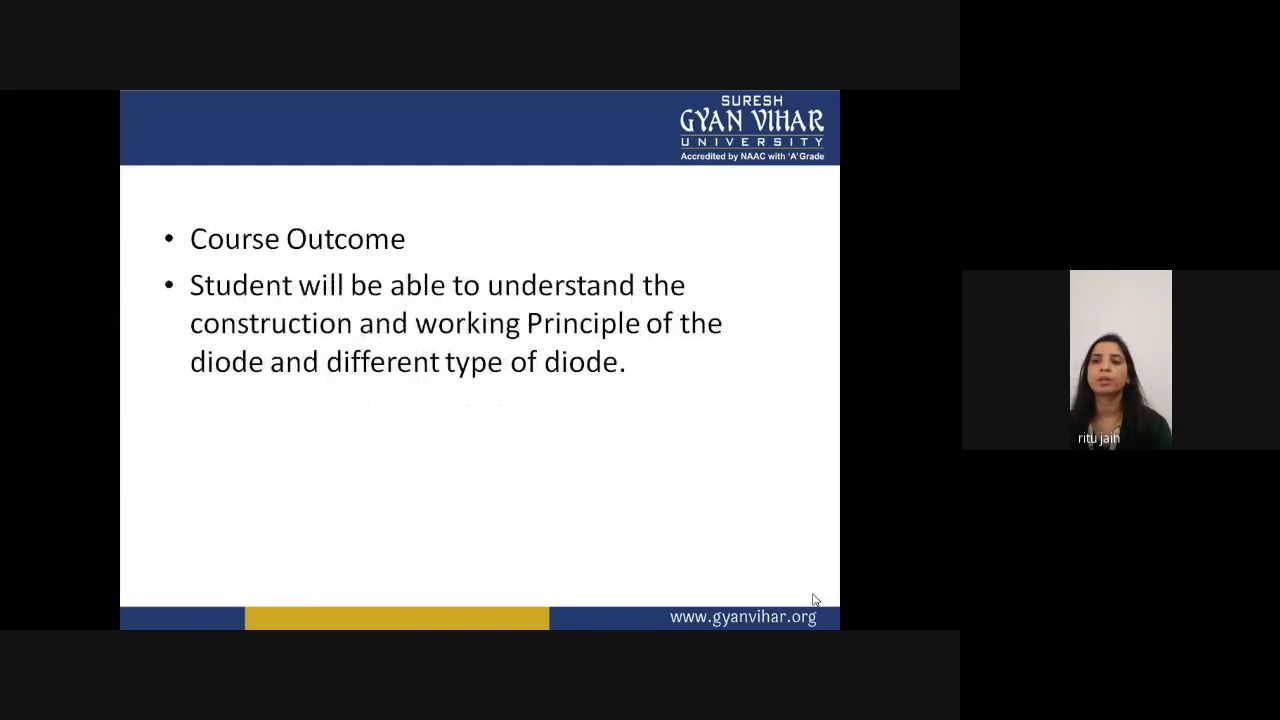 SURESH
GYAN VIHAR
UNIVERSITY
Accredited by NAAC with 'A' Grade
• Course Outcome
• Student will be able to understand the
construction and working Principle of the
diode and different type of diode.
ritu jain
www.gyanvihar.org